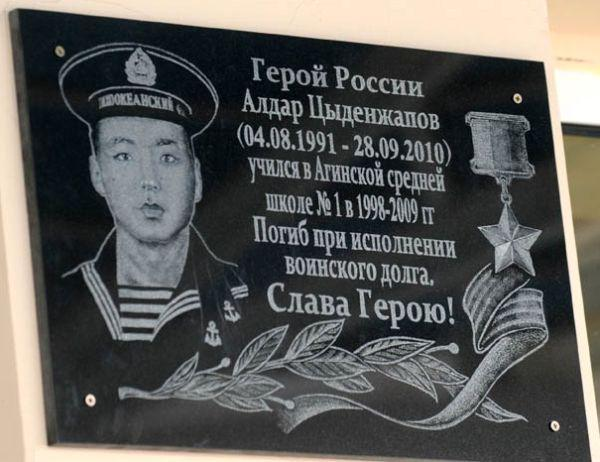 ТИХООКЕАНСКИЙ
Герой России
Алдар Цыденжапов
(04.08.1991 - 28.09.2010)
учился в Агинской средней
школе № 1 в 1998-2009 гг
Погиб при исполнении
воинского долга.
Слава Герою!